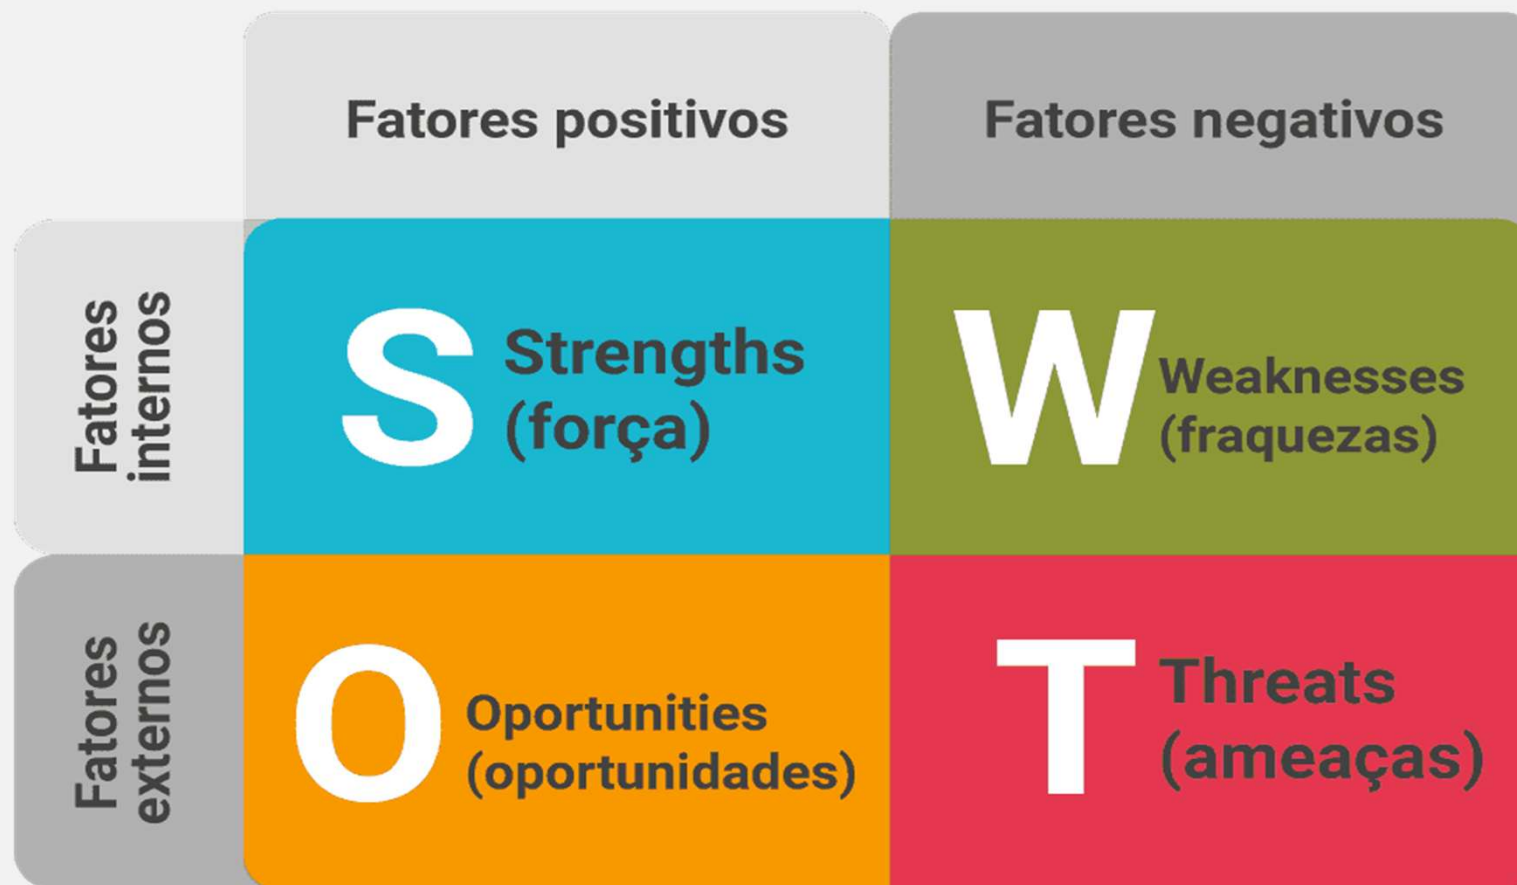 Fatores positivos
Fatores negativos
Fatores
internos
S
Strengths
(força)
W
Weaknesses
(fraquezas)
Fatores
externos
O
Oportunities
(oportunidades)
T
Threats
(ameaças)